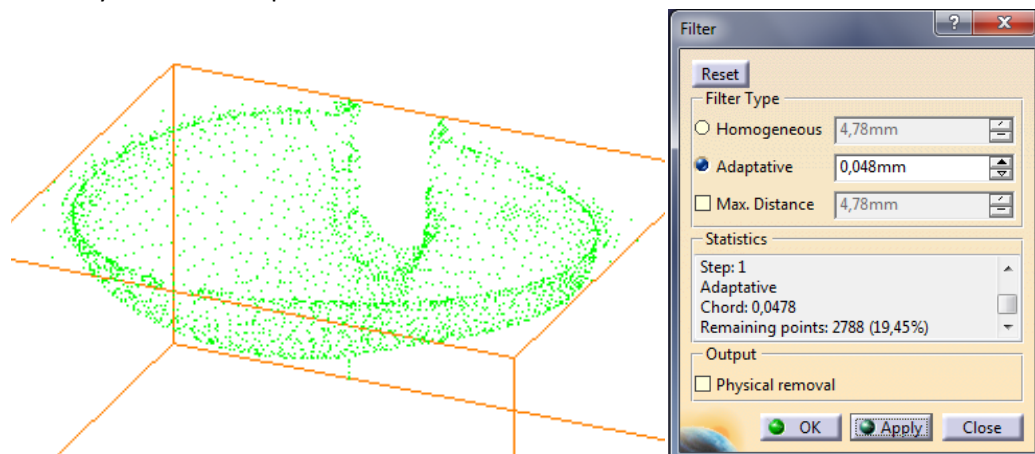 Filter
?
X
Reset
Filter Type
Homogeneous 4,78mm
Adaptative 0,048mm
Max. Distance 4,78mm
Statistics
Step: 1
Adaptative
Chord: 0,0478
Remaining points: 2788 (19,45%)
Output
Physical removal
OK Apply Close